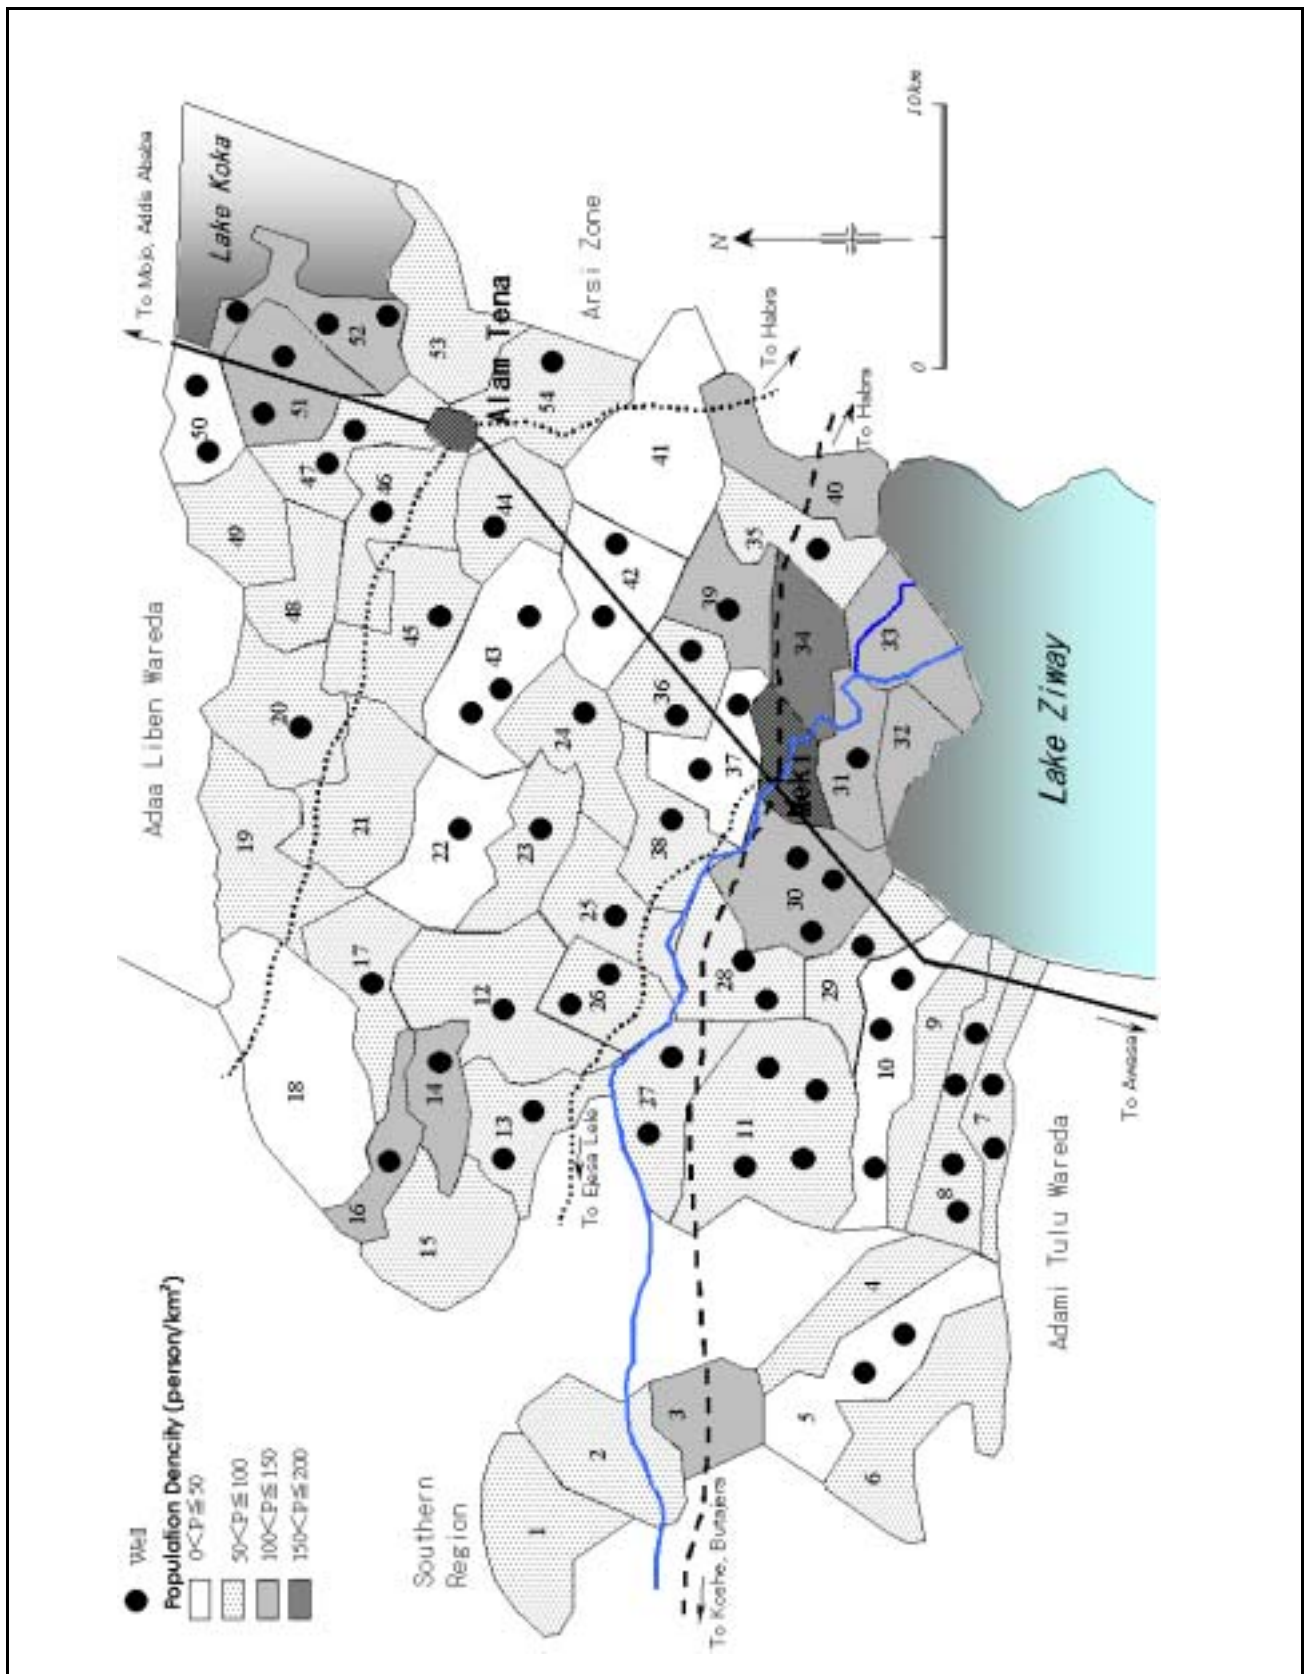 Well
Population Dencify (person/km²)
0<P≦50
50<P≦100
100<P≦150
150<P≦200
Southern
Region
Adaa Liben Wareda
To Mojo, Addis Ababa
Lake Koka
Arsi Zone
Alam Tena
N
0
10km
To Habra
To Habra
Lake Ziway
Meki
To Ejesa Lele
To Koshe, Butajera
Adami Tulu Wareda
To Awassa
1
2
3
4
5
6
7
8
9
10
11
12
13
14
15
16
17
18
19
20
21
22
23
24
25
26
27
28
29
30
31
32
33
34
35
36
37
38
39
40
41
42
43
44
45
46
47
48
49
50
51
52
53
54